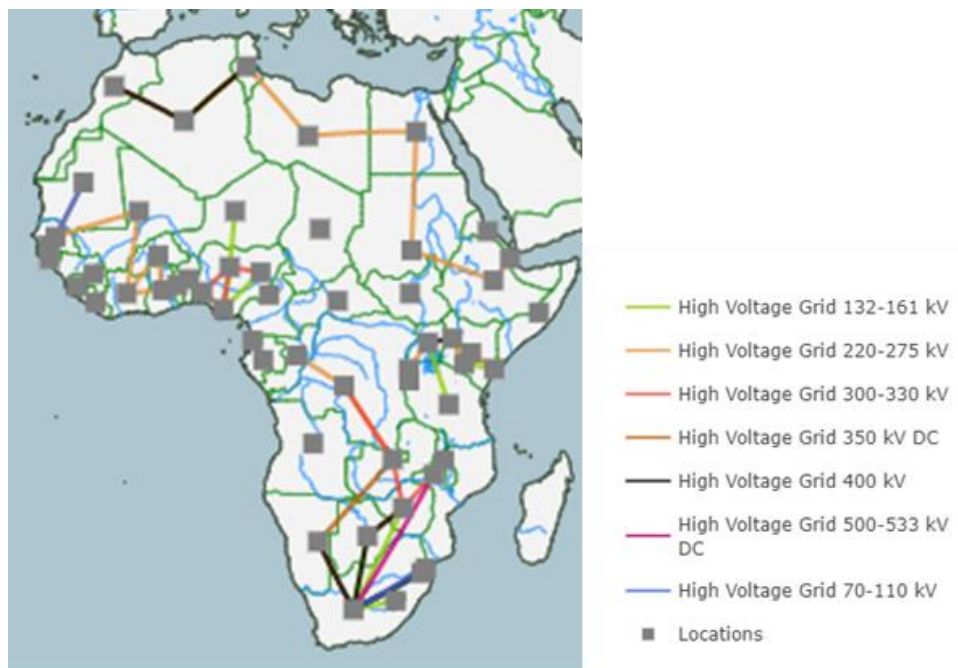 High Voltage Grid 132-161 kV
High Voltage Grid 220-275 kV
High Voltage Grid 300-330 kV
High Voltage Grid 350 kV DC
High Voltage Grid 400 kV
High Voltage Grid 500-533 kV
DC
High Voltage Grid 70-110 kV
Locations